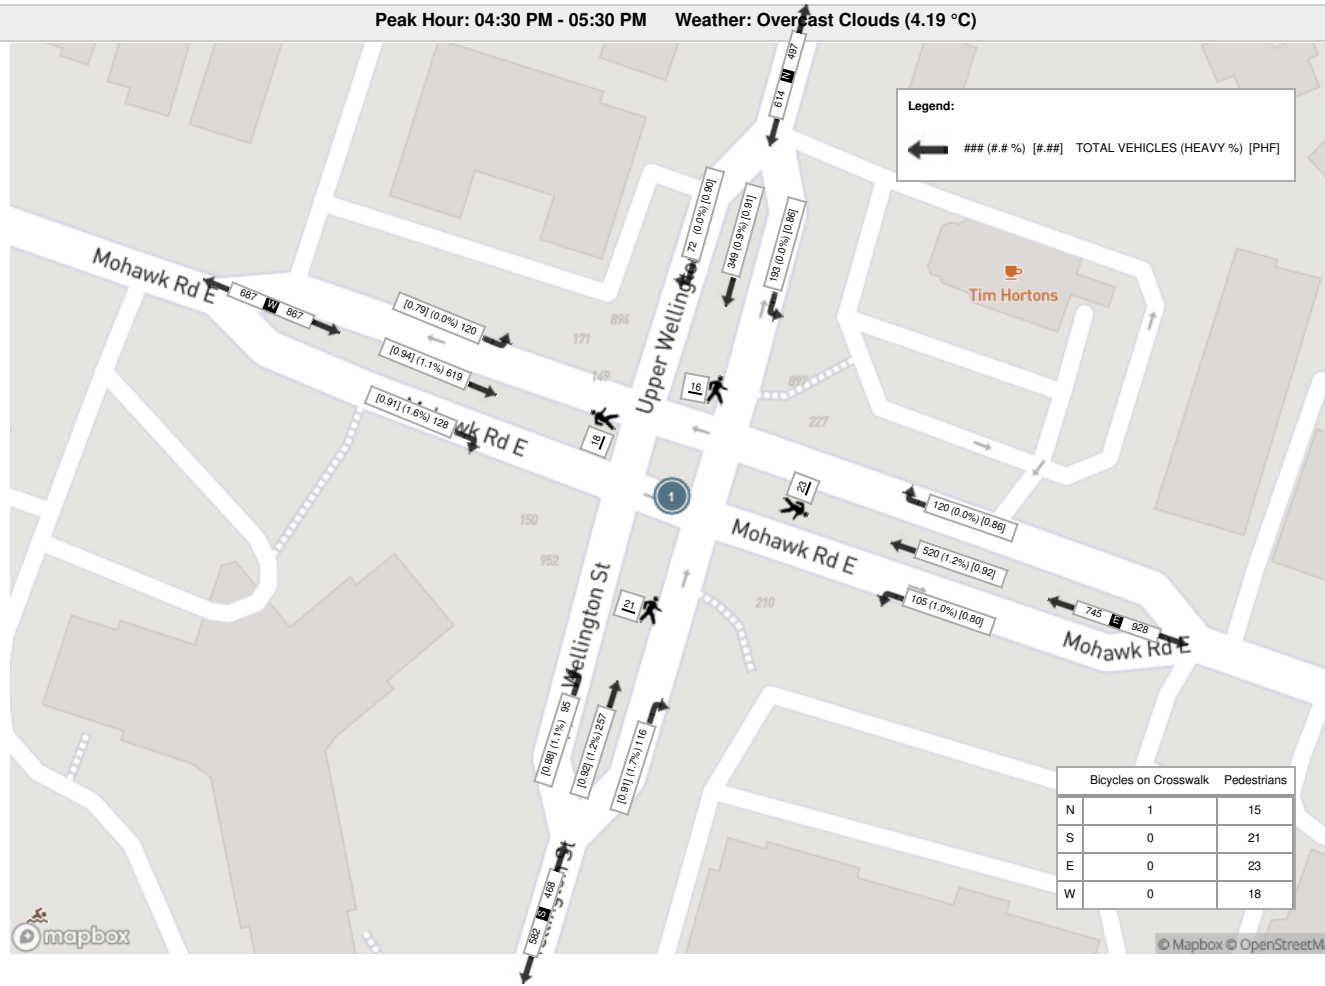 Peak Hour: 04:30 PM - 05:30 PM Weather: Overcast Clouds (4.19 °C)
497
N
614
Legend:
### (#.# %) [#.##] TOTAL VEHICLES (HEAVY %) [PHF]
72 (0.0%) [0.90]
349 (0.9%) [0.91]
193 (0.0%) [0.86]
Mohawk Rd E
687 W 867
[0.79] (0.0%) 120
[0.94] (1.1%) 619
[0.91] (1.6%) 128
Rd E
Upper Wellington
Tim Hortons
894
171
149
897
227
16
18
1
23
150
952
210
Mohawk Rd E
120 (0.0%) [0.86]
520 (1.2%) [0.92]
105 (1.0%) [0.80]
745 E 928
Mohawk Rd E
21
Wellington St
[0.88] (1.1%) 95
[0.92] (1.2%) 257
[0.91] (1.7%) 116
St
468
S
582
Bicycles on Crosswalk Pedestrians
N 1 15
S 0 21
E 0 23
W 0 18
mapbox
© Mapbox © OpenStreetM